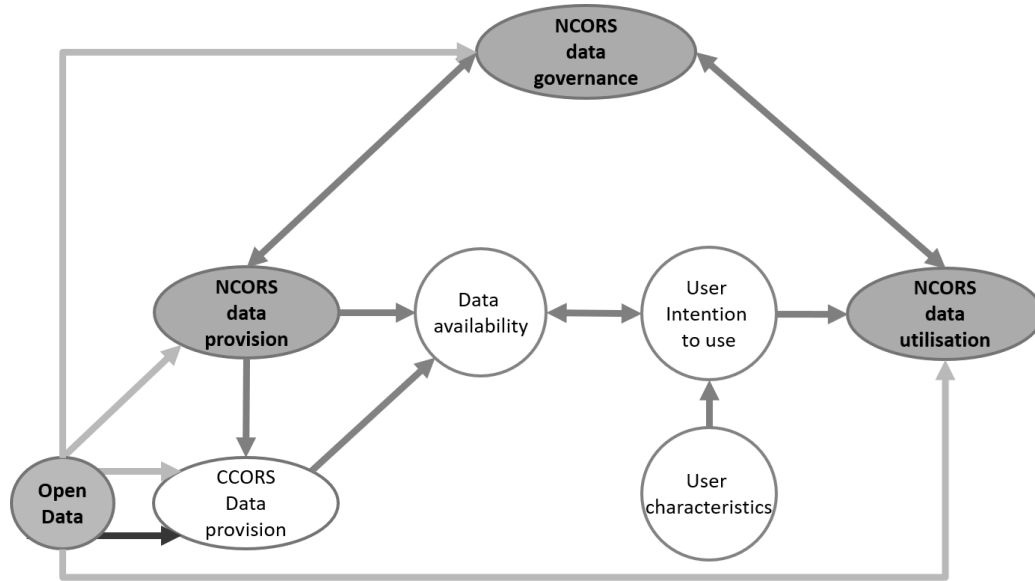 NCORS
data
governance
NCORS
data
provision
Data
availability
User
Intention
to use
NCORS
data
utilisation
Open
Data
CCORS
Data
provision
User
characteristics